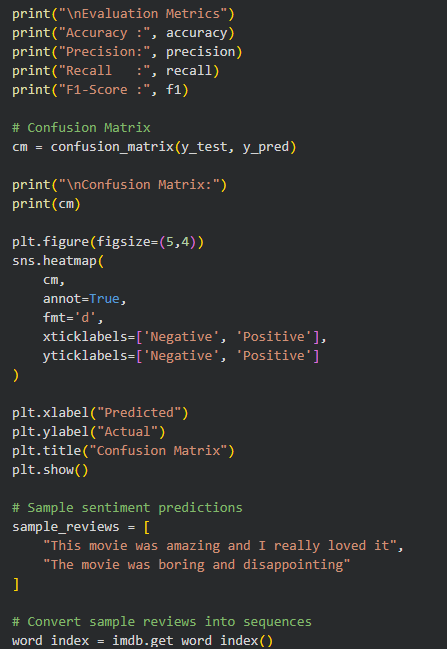 print("\nEvaluation Metrics")
print("Accuracy :", accuracy)
print("Precision:", precision)
print("Recall   :", recall)
print("F1-Score :", f1)

# Confusion Matrix
cm = confusion_matrix(y_test, y_pred)

print("\nConfusion Matrix:")
print(cm)

plt.figure(figsize=(5,4))
sns.heatmap(
    cm,
    annot=True,
    fmt='d',
    xticklabels=['Negative', 'Positive'],
    yticklabels=['Negative', 'Positive']
)

plt.xlabel("Predicted")
plt.ylabel("Actual")
plt.title("Confusion Matrix")
plt.show()

# Sample sentiment predictions
sample_reviews = [
    "This movie was amazing and I really loved it",
    "The movie was boring and disappointing"
]

# Convert sample reviews into sequences
word_index = imdb.get_word_index()